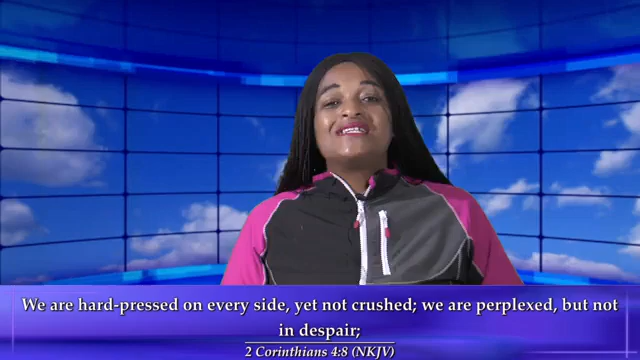 We are hard-pressed on every side, yet not crushed; we are perplexed, but not
in despair;
2 Corinthians 4:8 (NKJV)